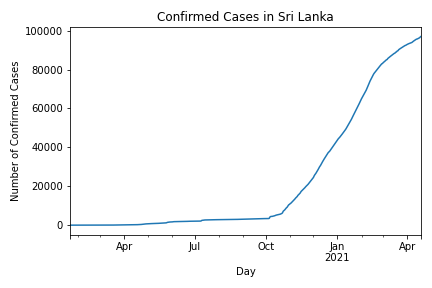 Confirmed Cases in Sri Lanka
100000
80000
60000
40000
20000
0
Number of Confirmed Cases
Apr Jul Oct Jan Apr
2021
Day